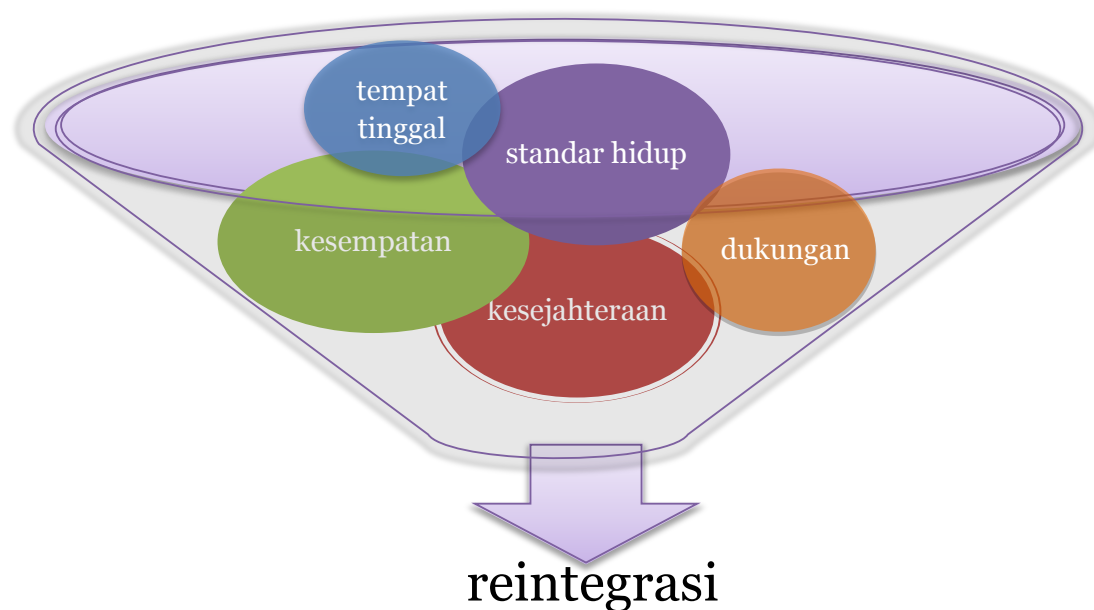 tempat
tinggal
standar hidup
kesempatan
dukungan
kesejahteraan
reintegrasi